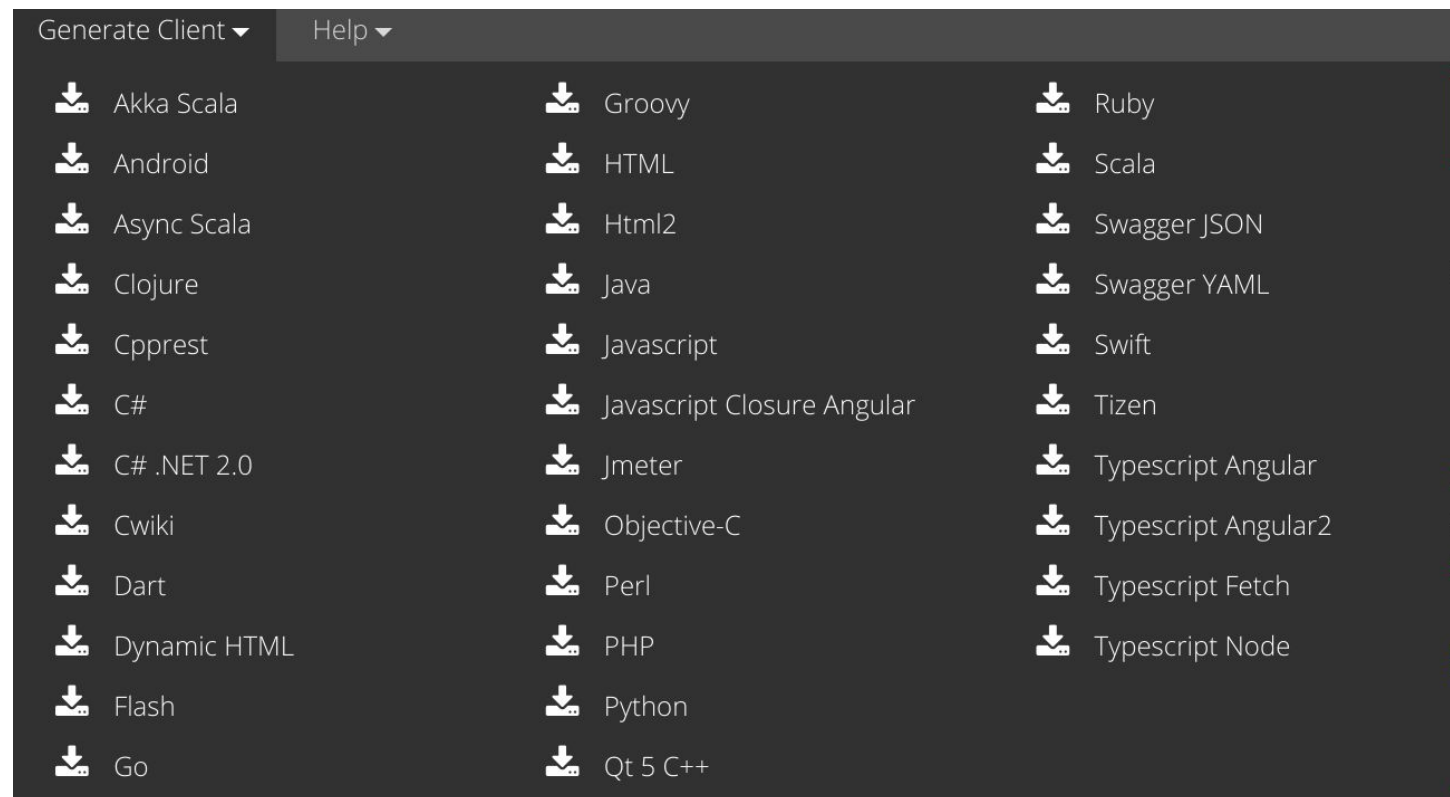 Generate Client
Help
Akka Scala
Android
Async Scala
Clojure
Cpprest
C#
C# .NET 2.0
Cwiki
Dart
Dynamic HTML
Flash
Go
Groovy
HTML
Html2
Java
Javascript
Javascript Closure Angular
Jmeter
Objective-C
Perl
PHP
Python
Qt 5 C++
Ruby
Scala
Swagger JSON
Swagger YAML
Swift
Tizen
Typescript Angular
Typescript Angular2
Typescript Fetch
Typescript Node